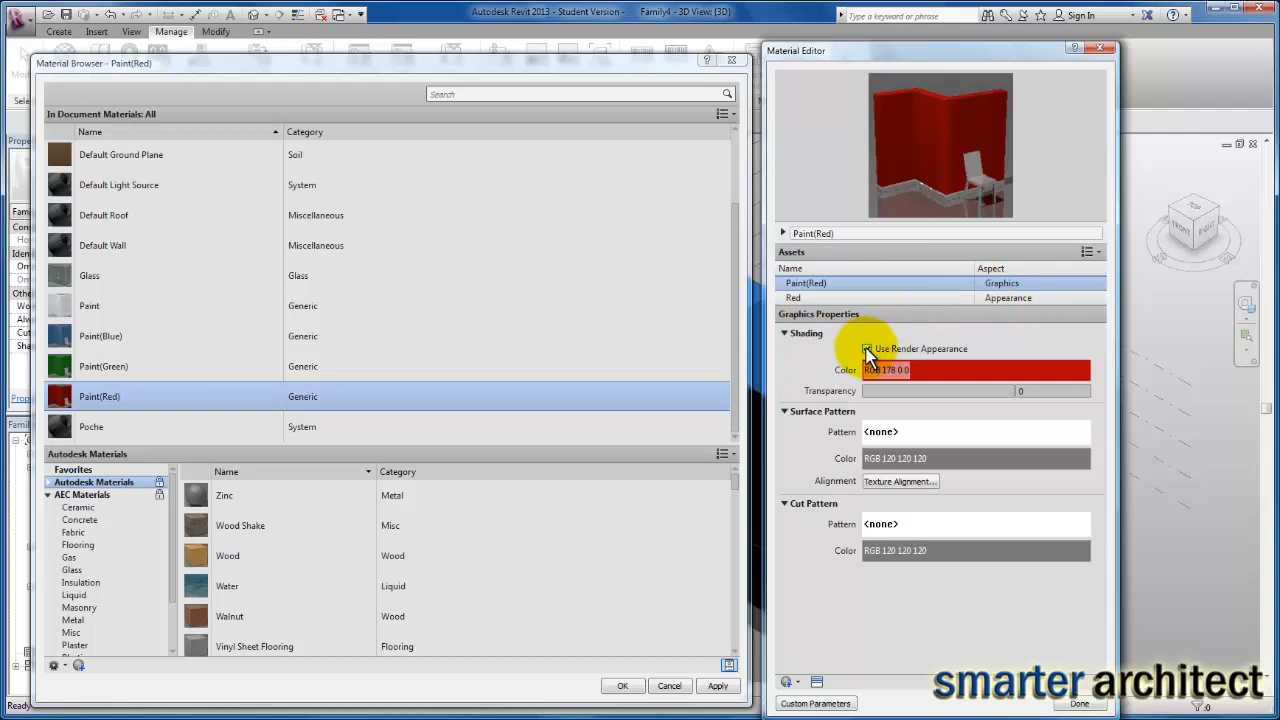 Autodesk Revit 2013 - Student Version - Family4 - 3D View: {3D}
Type a keyword or phrase
Sign In
Create Insert View Manage Modify
Material Browser - Paint(Red)
Search
In Document Materials: All
Name Category
Default Ground Plane Soil
Default Light Source System
Default Roof Miscellaneous
Default Wall Miscellaneous
Glass Glass
Paint Generic
Paint(Blue) Generic
Paint(Green) Generic
Paint(Red) Generic
Poche System
Autodesk Materials
Favorites
Autodesk Materials
AEC Materials
Ceramic
Concrete
Fabric
Flooring
Gas
Glass
Insulation
Liquid
Masonry
Metal
Misc
Plaster
Name Category
Zinc Metal
Wood Shake Misc
Wood Wood
Water Liquid
Walnut Wood
Vinyl Sheet Flooring Flooring
OK Cancel Apply
Material Editor
Paint(Red)
Assets
Name Aspect
Paint(Red) Graphics
Red Appearance
Graphics Properties
Shading
Use Render Appearance
Color RGB 178 0 0
Transparency 0
Surface Pattern
Pattern <none>
Color RGB 120 120 120
Alignment Texture Alignment...
Cut Pattern
Pattern <none>
Color RGB 120 120 120
Custom Parameters Done
TOP
FRONT
smarter architect
:0